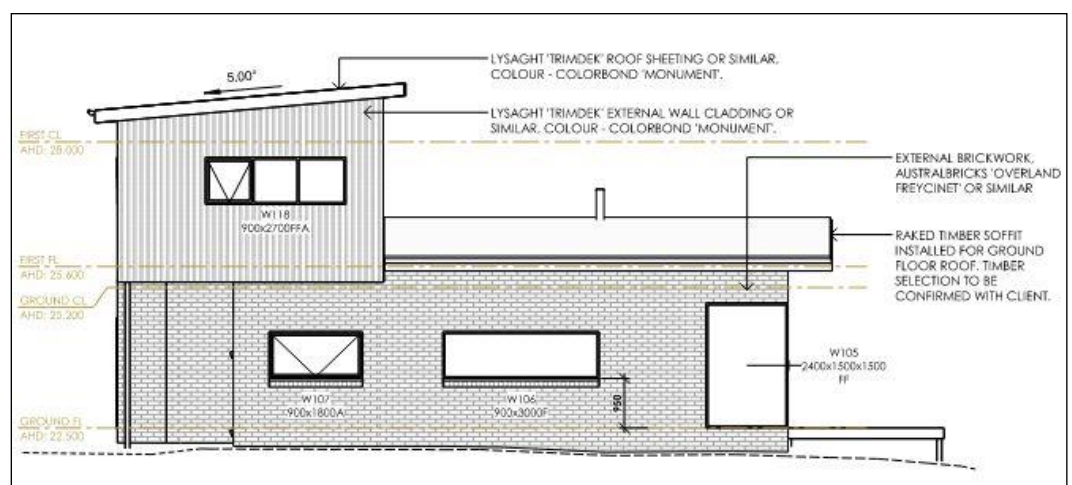 5.00°
LYSAGHT 'TRIMDEK' ROOF SHEETING OR SIMILAR,
COLOUR - COLORBOND 'MONUMENT'.
LYSAGHT 'TRIMDEK' EXTERNAL WALL CLADDING OR
SIMILAR, COLOUR - COLORBOND 'MONUMENT'.
FIRST CL
AHD: 28.000
EXTERNAL BRICKWORK,
AUSTRALBRICKS 'OVERLAND
FREYCINET' OR SIMILAR
W118
900x2700FFA
RAKED TIMBER SOFFIT
INSTALLED FOR GROUND
FLOOR ROOF. TIMBER
SELECTION TO BE
CONFIRMED WITH CLIENT.
FIRST FL
AHD: 25.600
GROUND CL
AHD: 25.200
W105
2400x1500x1500
FF
W107
900x1800A
W106
900x3000F
950
GROUND FL
AHD: 22.500